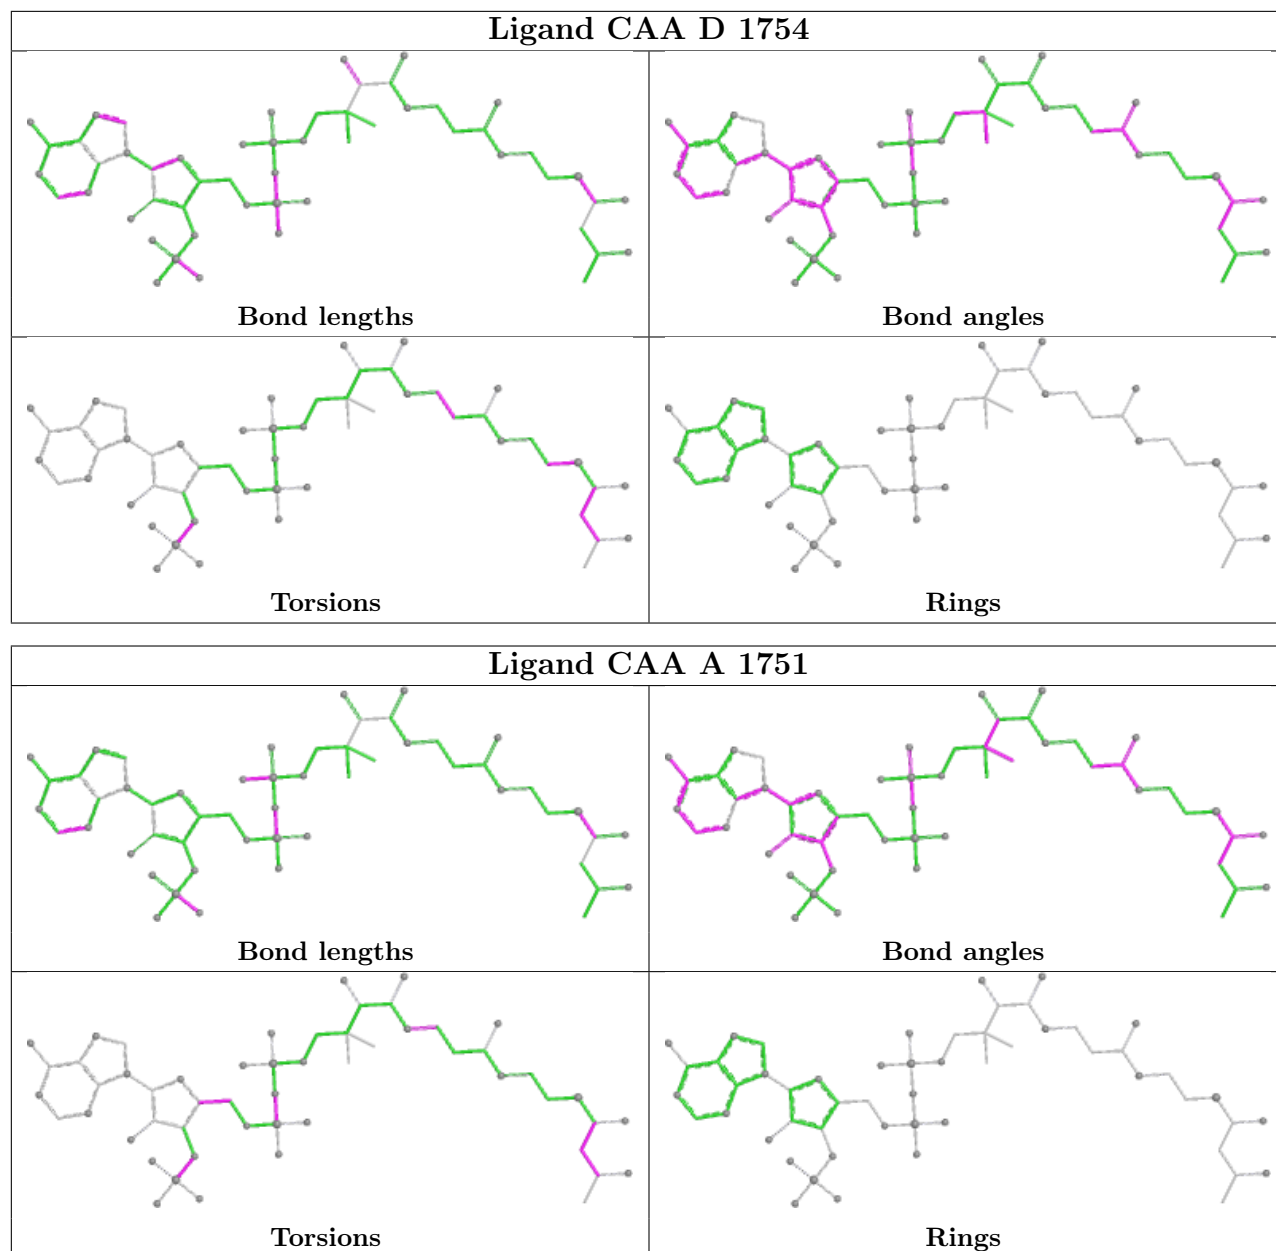 Ligand CAA D 1754
Bond lengths
Bond angles
Torsions
Rings
Ligand CAA A 1751
Bond lengths
Bond angles
Torsions
Rings